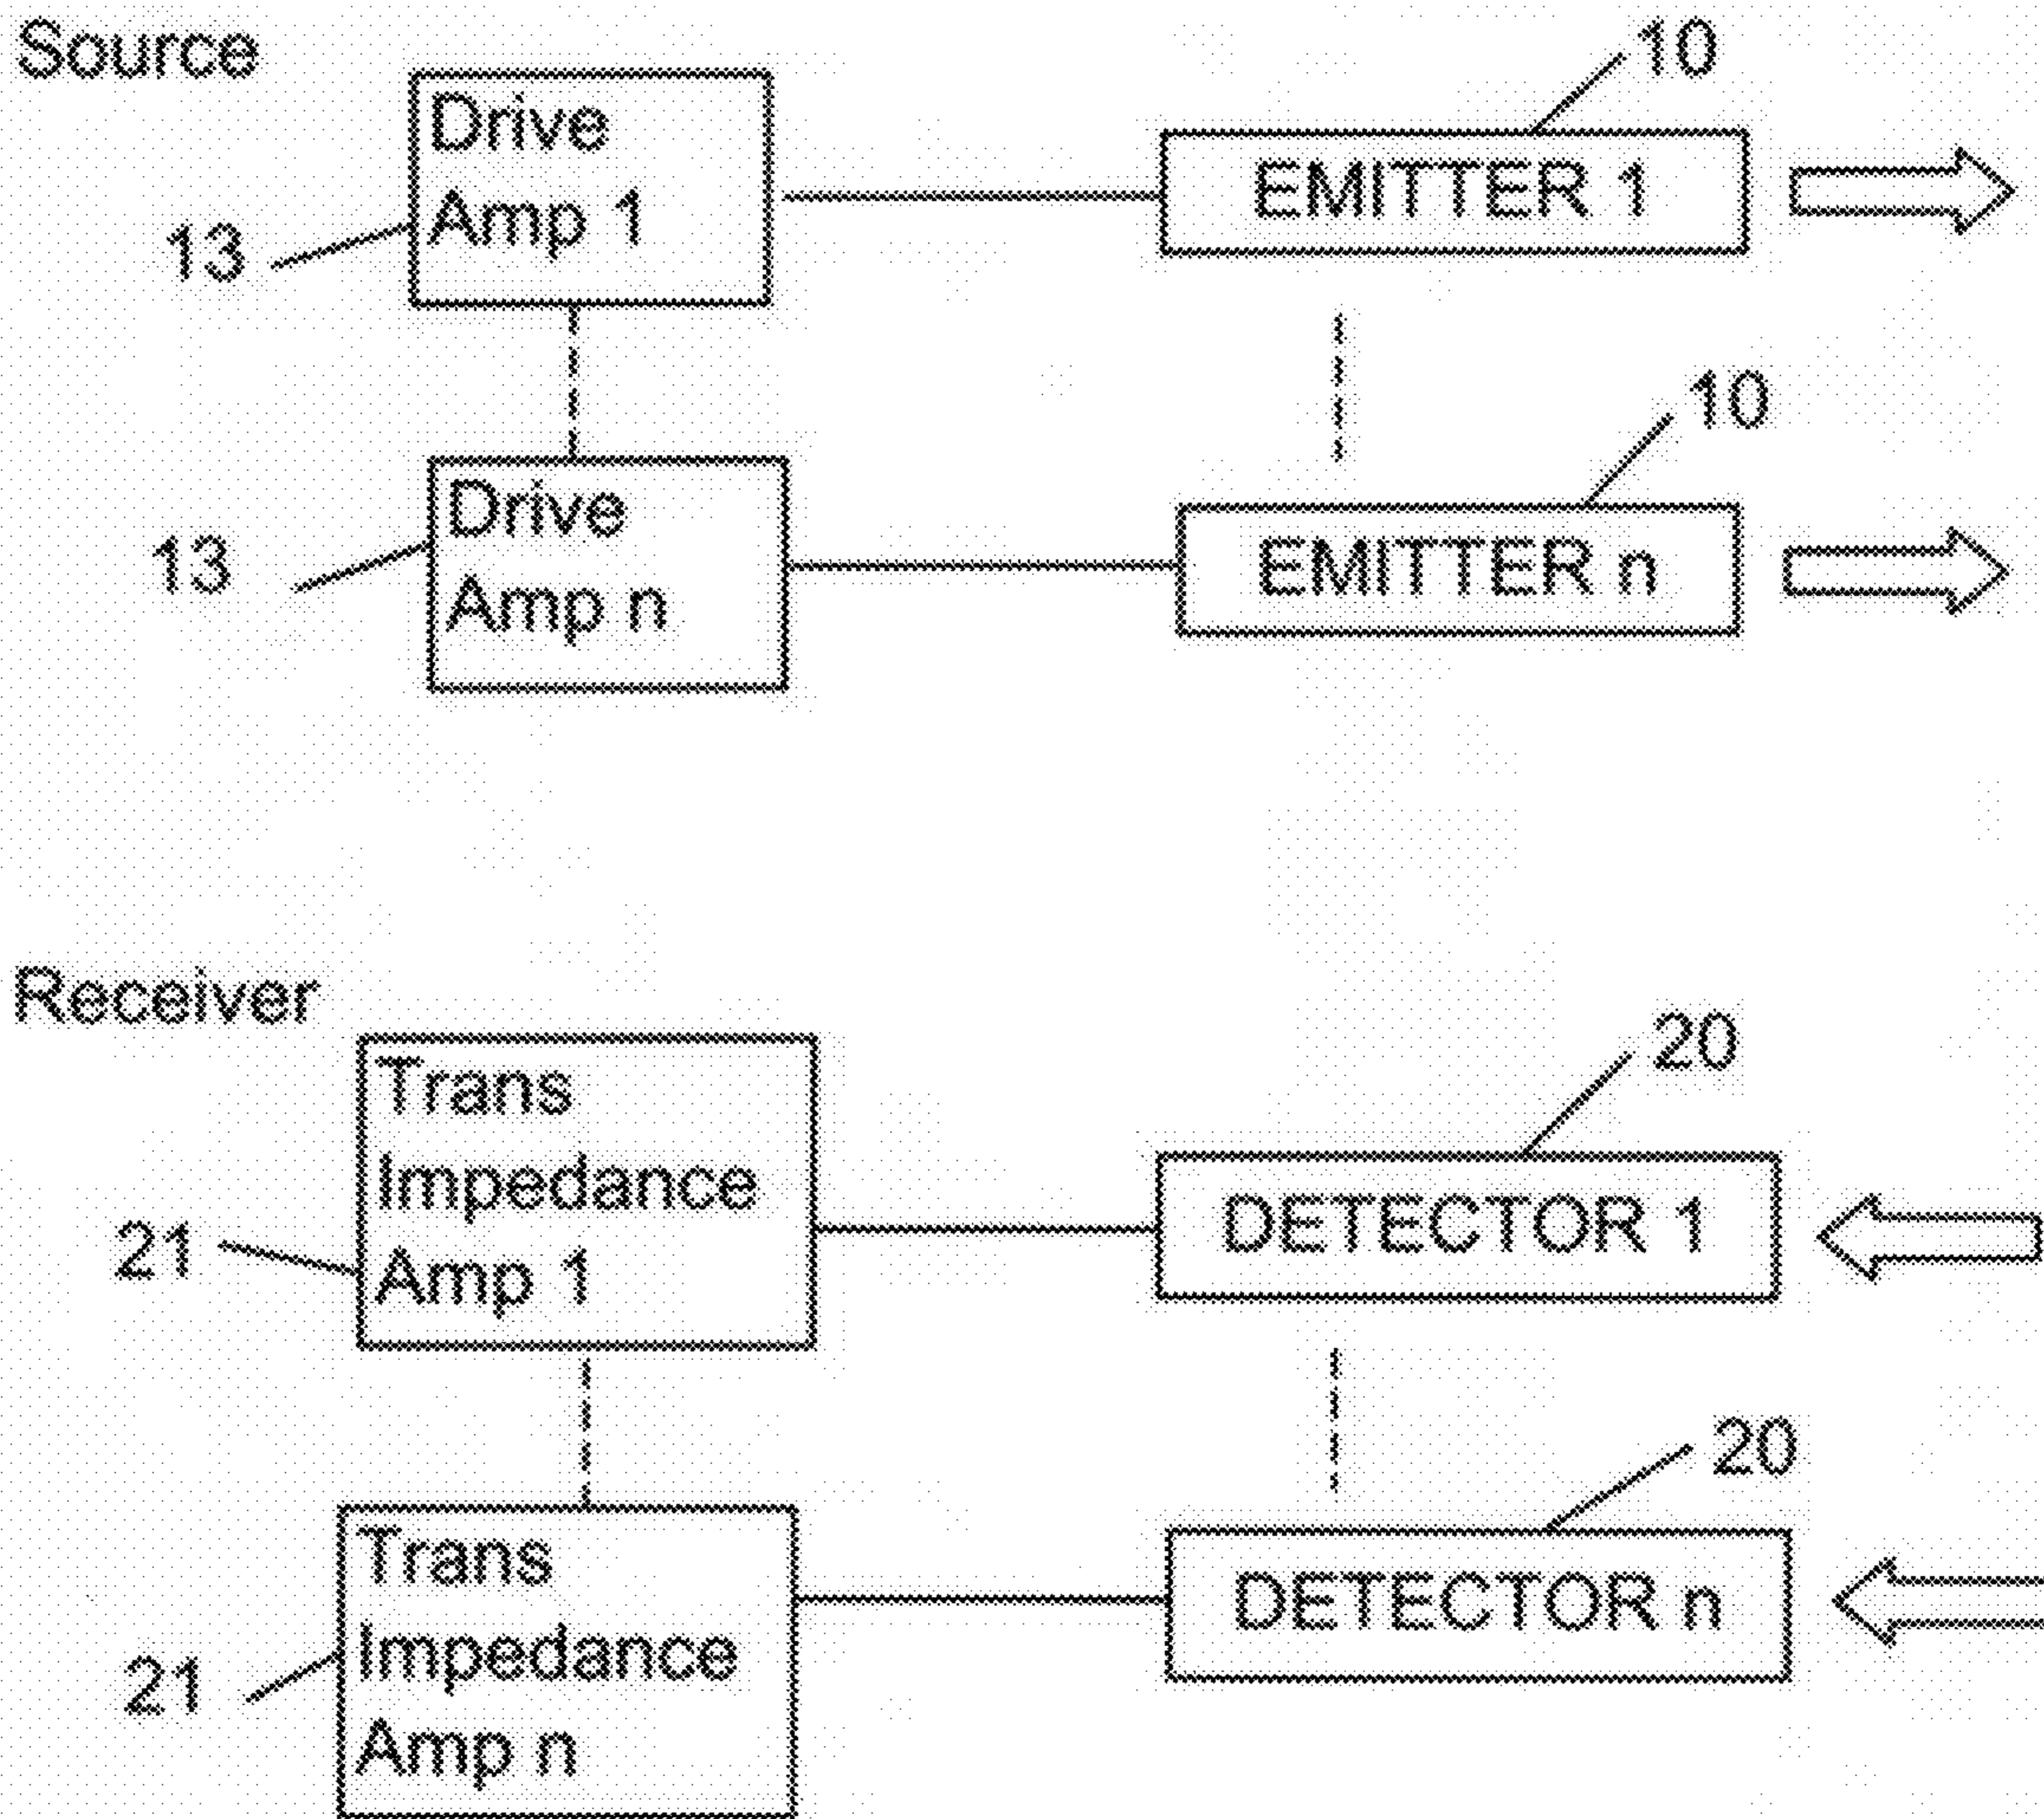 Source
10
Drive
Amp 1
EMITTER 1
13
10
Drive
Amp n
EMITTER n
13
Receiver
20
Trans
Impedance
Amp 1
DETECTOR 1
21
20
Trans
Impedance
Amp n
DETECTOR n
21